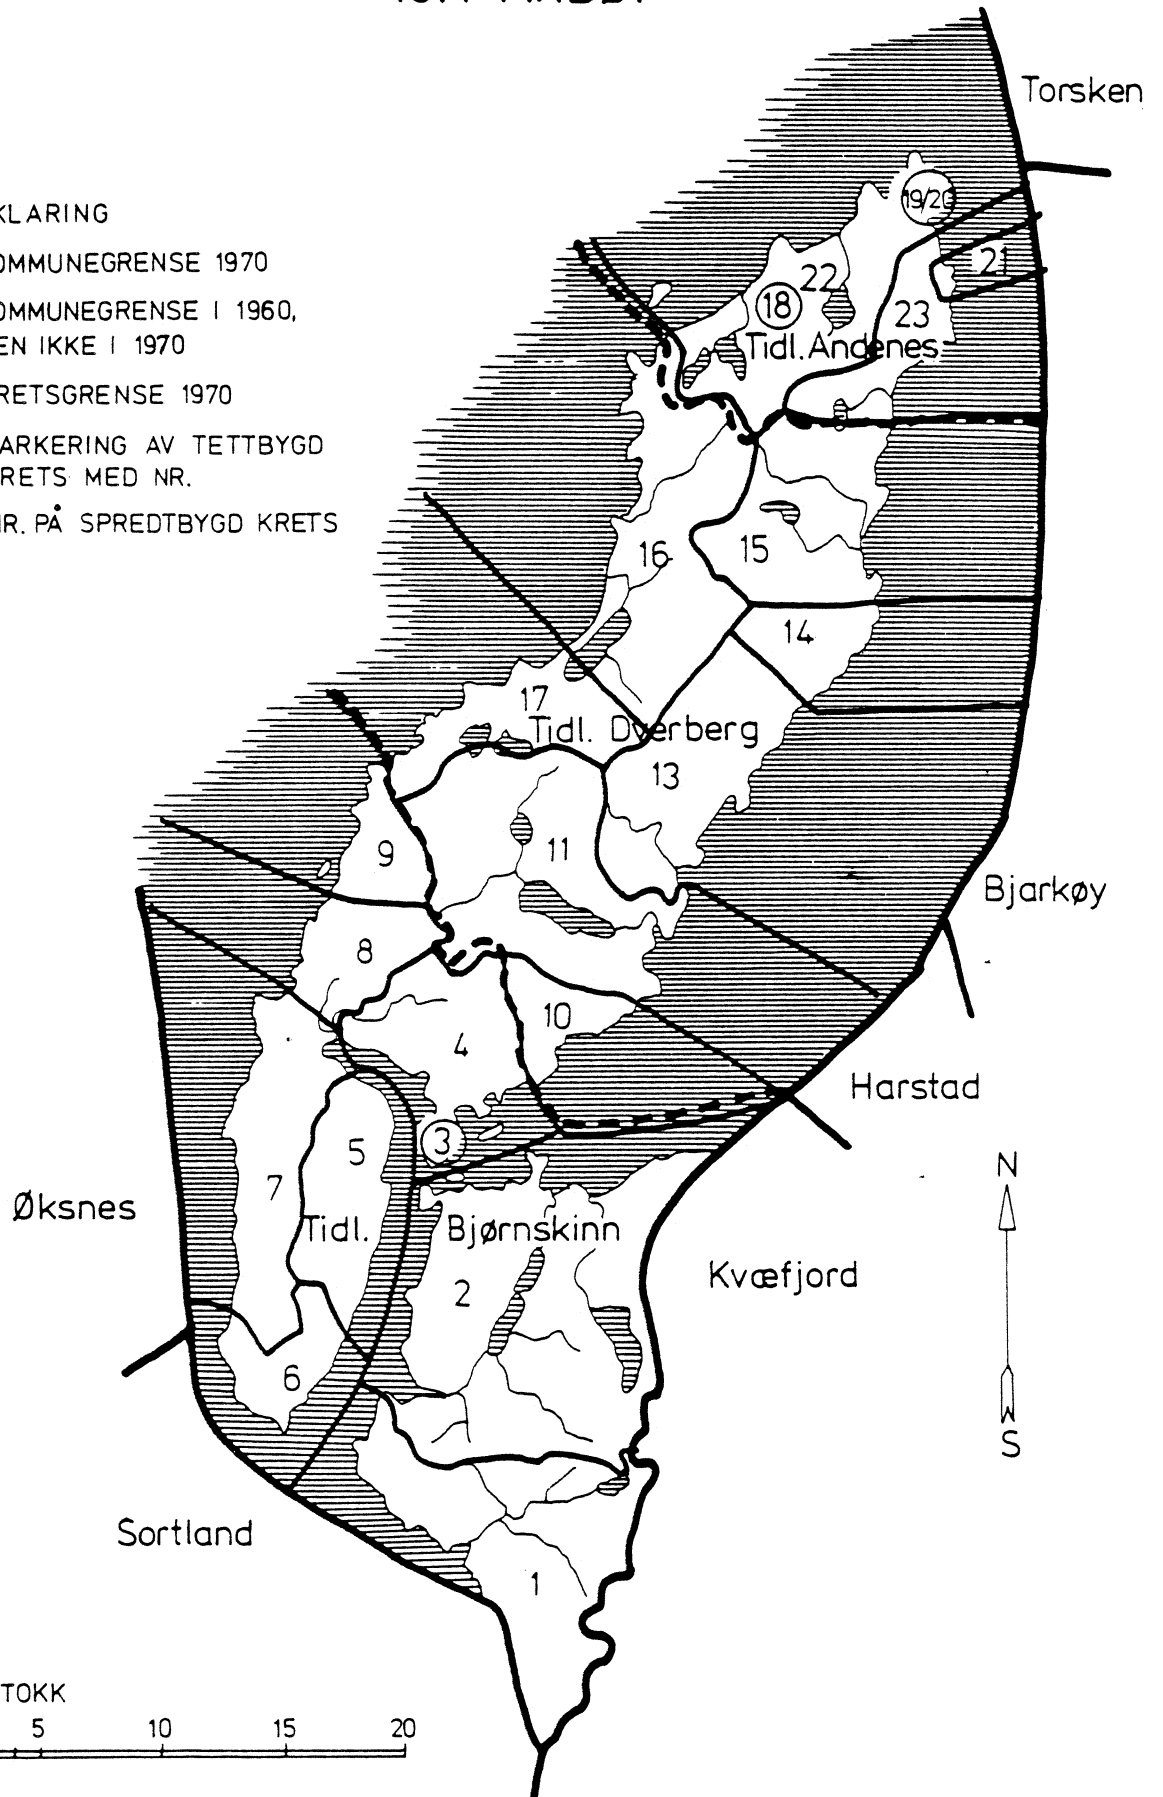 Torsken
KLARING
OMMUNEGRENSE 1970
OMMUNEGRENSE I 1960,
EN IKKE I 1970
RETSGRENSE 1970
ARKERING AV TETTBYGD
RETS MED NR.
NR. PÅ SPREDTBYGD KRETS
19/20
21
22
18
23
Tidl. Andenes
16
15
14
17
Tidl. Dverberg
13
9
11
Bjarkøy
8
10
4
Harstad
3
5
7
Øksnes
Tidl. Bjørnskinn
2
Kvæfjord
N
S
6
Sortland
1
TOKK
5 10 15 20